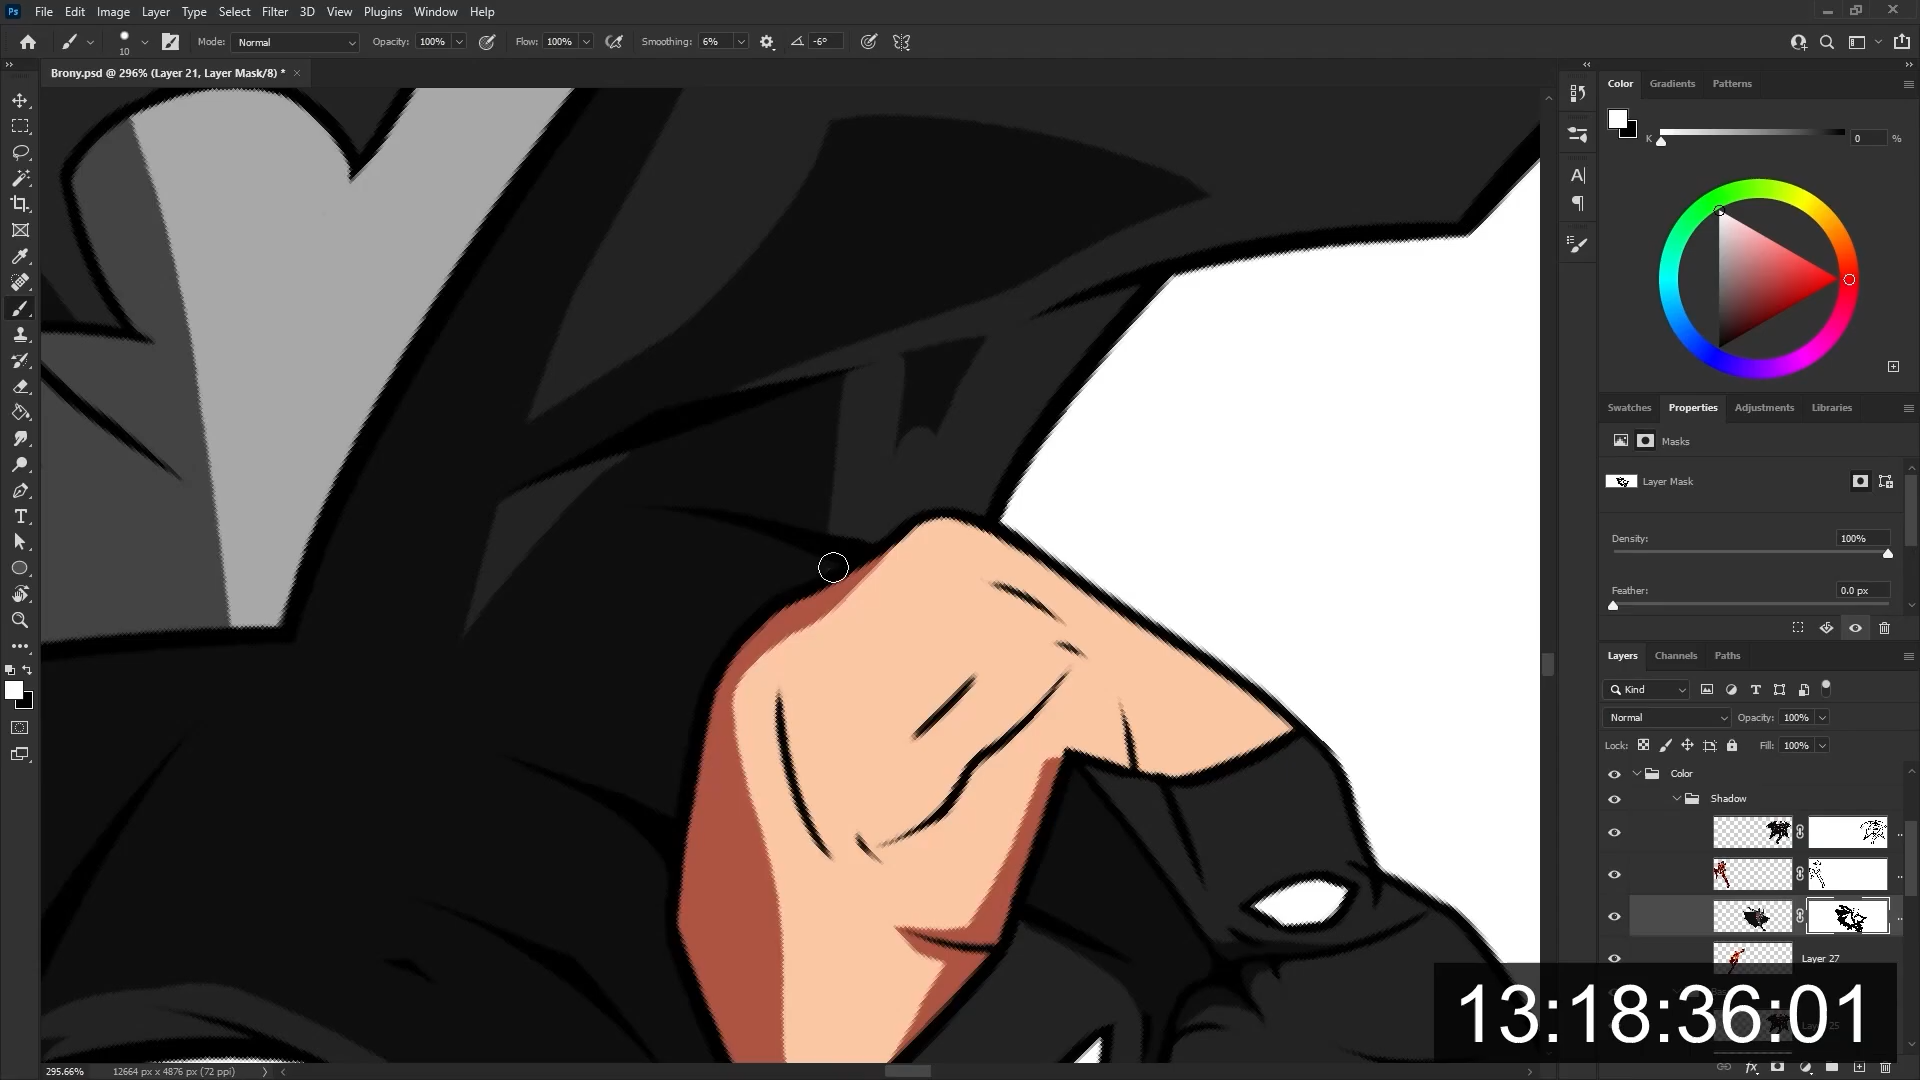 Ps File Edit Image Layer Type Select Filter 3D View Plugins Window Help
10 Mode: Normal Opacity: 100% Flow: 100% Smoothing: 6% -6°
Brony.psd @ 296% (Layer 21, Layer Mask/8) *
Color Gradients Patterns
K 0 %
Swatches Properties Adjustments Libraries
Masks
Layer Mask
Density: 100%
Feather: 0.0 px
Layers Channels Paths
Kind
Normal Opacity: 100%
Lock: Fill: 100%
Color
Shadow
Layer 27
13:18:36:01
295.66% 12664 px x 4876 px (72 ppi)